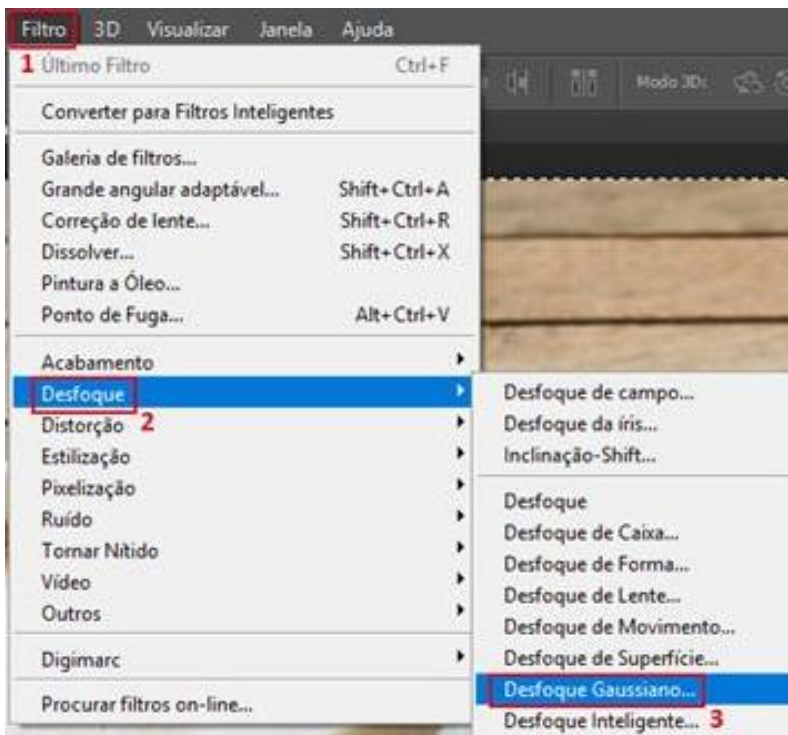 Filtro 3D Visualizar Janela Ajuda
1 Último Filtro Ctrl+F
Modo 3D:
Converter para Filtros Inteligentes
Galeria de filtros...
Grande angular adaptável... Shift+Ctrl+A
Correção de lente... Shift+Ctrl+R
Dissolver... Shift+Ctrl+X
Pintura a Óleo...
Ponto de Fuga... Alt+Ctrl+V
Acabamento
Desfoque
Distorção 2
Estilização
Pixelização
Ruído
Tornar Nítido
Vídeo
Outros
Digimarc
Procurar filtros on-line...
Desfoque de campo...
Desfoque da íris...
Inclinação-Shift...
Desfoque
Desfoque de Caixa...
Desfoque de Forma...
Desfoque de Lente...
Desfoque de Movimento...
Desfoque de Superfície...
Desfoque Gaussiano...
Desfoque Inteligente... 3